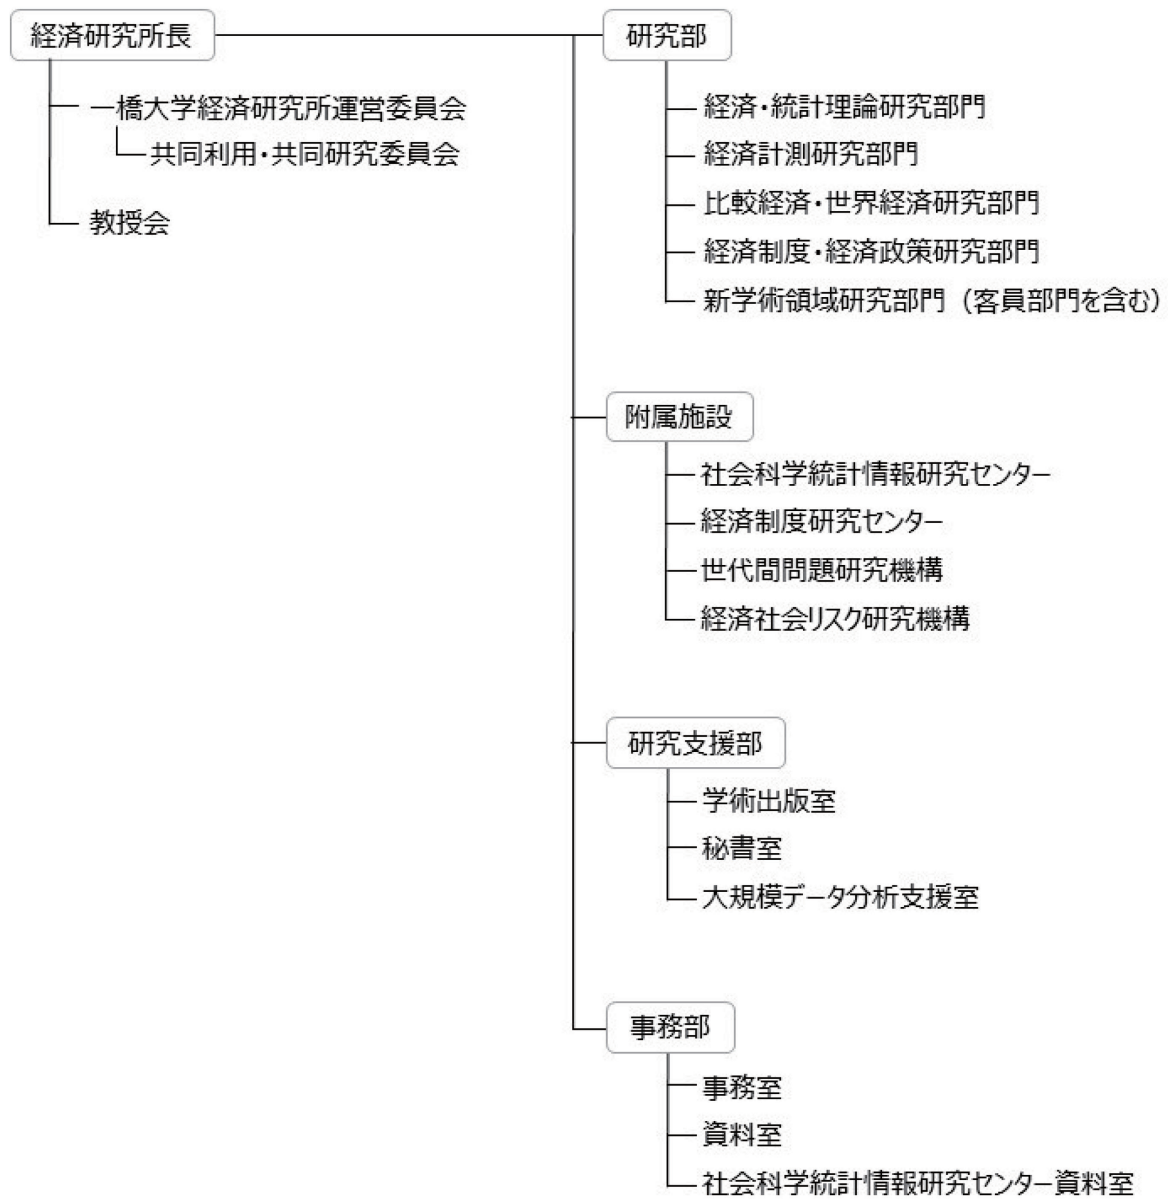 経済研究所長
一橋大学経済研究所運営委員会
共同利用・共同研究委員会
教授会
研究部
経済・統計理論研究部門
経済計測研究部門
比較経済・世界経済研究部門
経済制度・経済政策研究部門
新学術領域研究部門（客員部門を含む）
附属施設
社会科学統計情報研究センター
経済制度研究センター
世代間問題研究機構
経済社会リスク研究機構
研究支援部
学術出版室
秘書室
大規模データ分析支援室
事務部
事務室
資料室
社会科学統計情報研究センター資料室